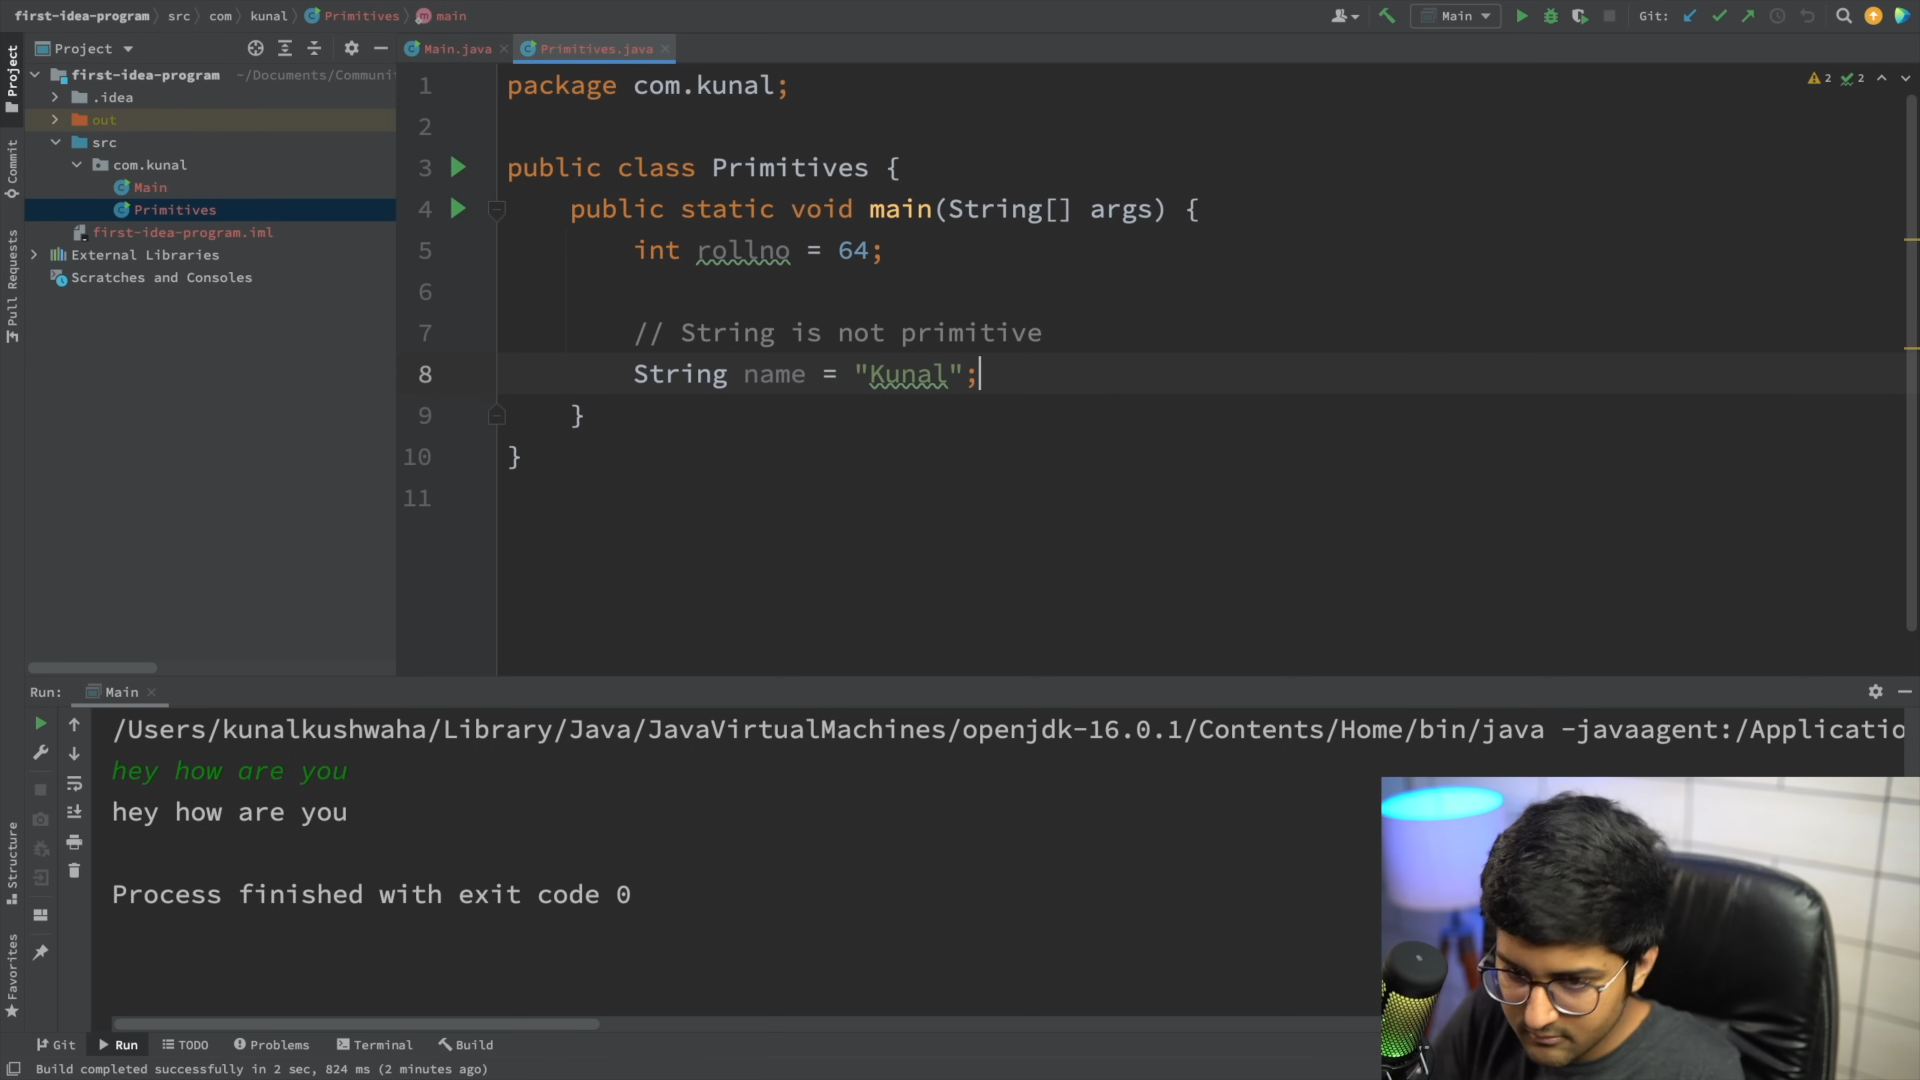 first-idea-program src com kunal Primitives main
Main Git:
Project
Main.java Primitives.java
first-idea-program ~/Documents/Communi
.idea
out
src
com.kunal
Main
Primitives
first-idea-program.iml
External Libraries
Scratches and Consoles
Project
Commit
Pull Requests
Structure
Favorites
2 2
1 package com.kunal;
2
3 public class Primitives {
4 public static void main(String[] args) {
5 int rollno = 64;
6
7 // String is not primitive
8 String name = "Kunal";
9 }
10 }
11
Run: Main
/Users/kunalkushwaha/Library/Java/JavaVirtualMachines/openjdk-16.0.1/Contents/Home/bin/java -javaagent:/Applicatio
hey how are you
hey how are you
Process finished with exit code 0
Git Run TODO Problems Terminal Build
Build completed successfully in 2 sec, 824 ms (2 minutes ago)